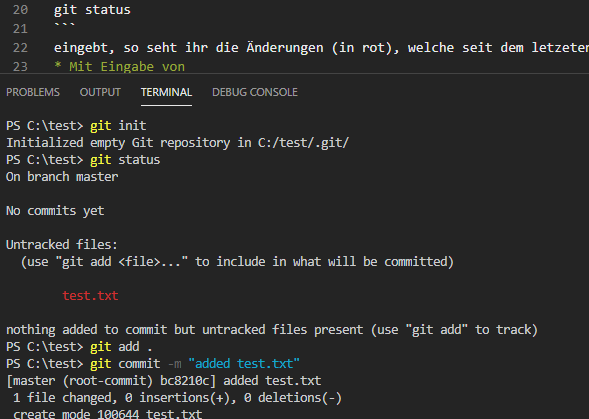 20 git status
21 ```
22 eingebt, so seht ihr die Änderungen (in rot), welche seit dem letzeter
23 * Mit Eingabe von
PROBLEMS OUTPUT TERMINAL DEBUG CONSOLE
PS C:\test> git init
Initialized empty Git repository in C:/test/.git/
PS C:\test> git status
On branch master
No commits yet
Untracked files:
(use "git add <file>..." to include in what will be committed)
test.txt
nothing added to commit but untracked files present (use "git add" to track)
PS C:\test> git add .
PS C:\test> git commit -m "added test.txt"
[master (root-commit) bc8210c] added test.txt
1 file changed, 0 insertions(+), 0 deletions(-)
create mode 100644 test.txt